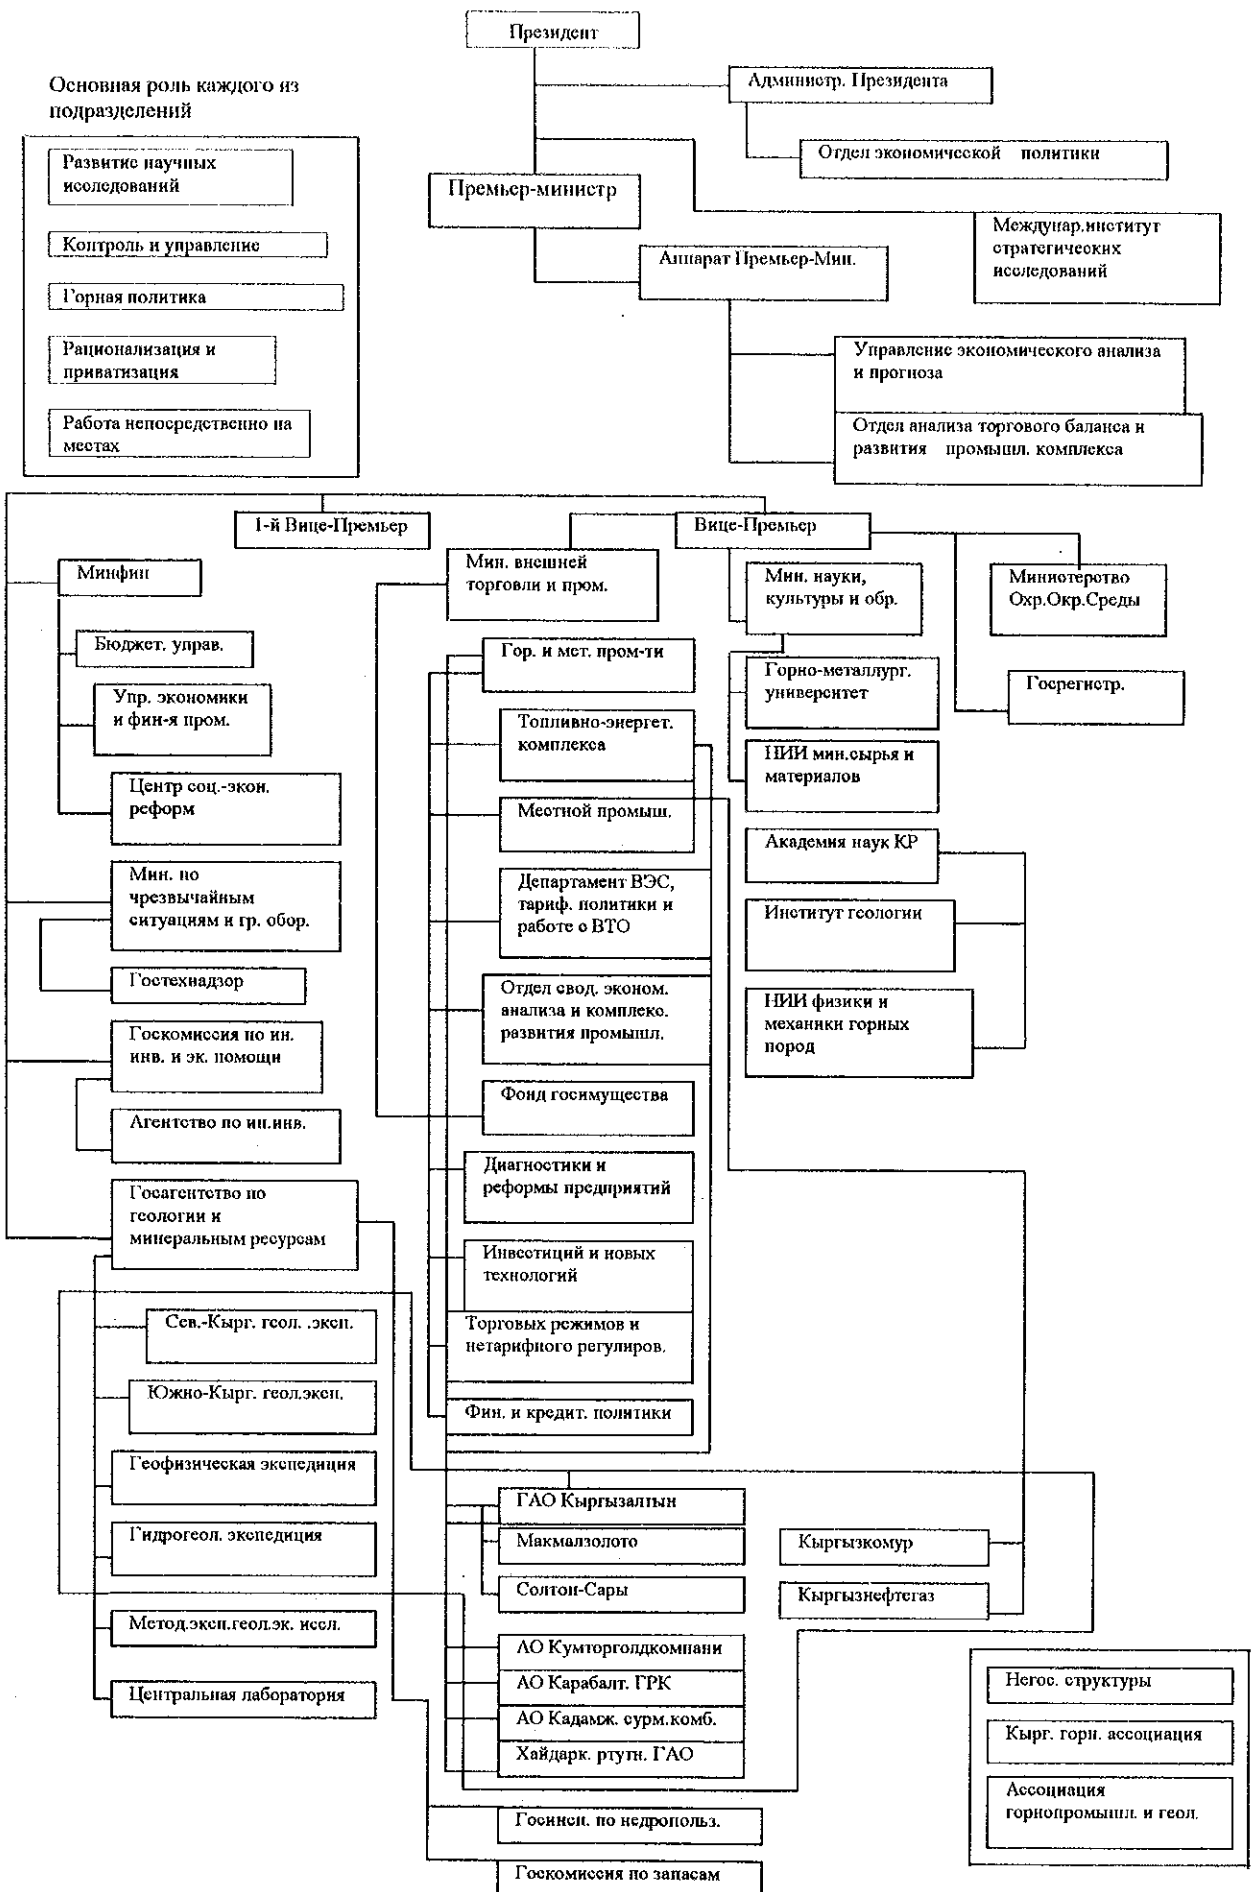 Президент
Основная роль каждого из
подразделений
Администр. Президента
Отдел экономической политики
Развитие научных
исследований
Контроль и управление
Горная политика
Рационализация и
приватизация
Работа непосредственно на
местах
Премьер-министр
Аппарат Премьер-Мин.
Междунар.институт
стратегических
исследований
Управление экономического анализа
и прогноза
Отдел анализа торгового баланса и
развития промышл. комплекса
1-й Вице-Премьер
Вице-Премьер
Минфин
Бюджет. управ.
Упр. экономики
и фин-я пром.
Центр соц.-экон.
реформ
Мин. по
чрезвычайным
ситуациям и гр. обор.
Гостехнадзор
Госкомиссия по ин.
инв. и эк. помощи
Агентство по ин.инв.
Госагентство по
геологии и
минеральным ресурсам
Сев.-Кырг. геол. .эксп.
Южно-Кырг. геол.эксп.
Геофизическая экспедиция
Гидрогеол. экспедиция
Метод.эксп.геол.эк. иссл.
Центральная лаборатория
Мин. внешней
торговли и пром.
Гор. и мет. пром-ти
Топливно-энергет.
комплекса
Местной промыш.
Департамент ВЭС,
тариф. политики и
работе с ВТО
Отдел свод. эконом.
анализа и комплекс.
развития промышл.
Фонд госимущества
Диагностики и
реформы предприятий
Инвестиций и новых
технологий
Торговых режимов и
нетарифного регулиров.
Фин. и кредит. политики
ГАО Кыргызалтын
Макмалзолото
Солтон-Сары
АО Кумторголдкомпани
АО Карабалт. ГРК
АО Кадамж. сурм.комб.
Хайдарк. ртутн. ГАО
Госинсп. по недропольз.
Госкомиссия по запасам
Мин. науки,
культуры и обр.
Горно-металлург.
университет
НИИ мин.сырья и
материалов
Академия наук КР
Институт геологии
НИИ физики и
механики горных
пород
Министерство
Охр.Окр.Среды
Госрегистр.
Кыргызкомур
Кыргызнефтегаз
Негос. структуры
Кырг. горн. ассоциация
Ассоциация
горнопромышл. и геол.